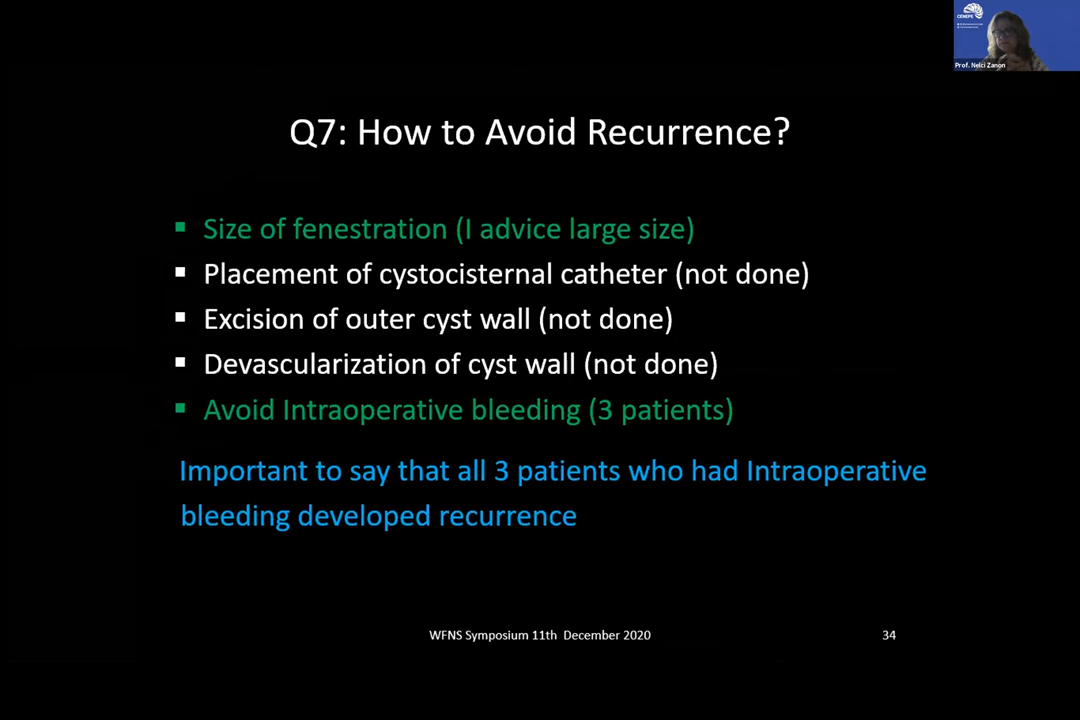 CENEPE
Prof. Nelci Zanon
Q7: How to Avoid Recurrence?
Size of fenestration (I advice large size)
Placement of cystocisternal catheter (not done)
Excision of outer cyst wall (not done)
Devascularization of cyst wall (not done)
Avoid Intraoperative bleeding (3 patients)
Important to say that all 3 patients who had Intraoperative
bleeding developed recurrence
WFNS Symposium 11th December 2020
34